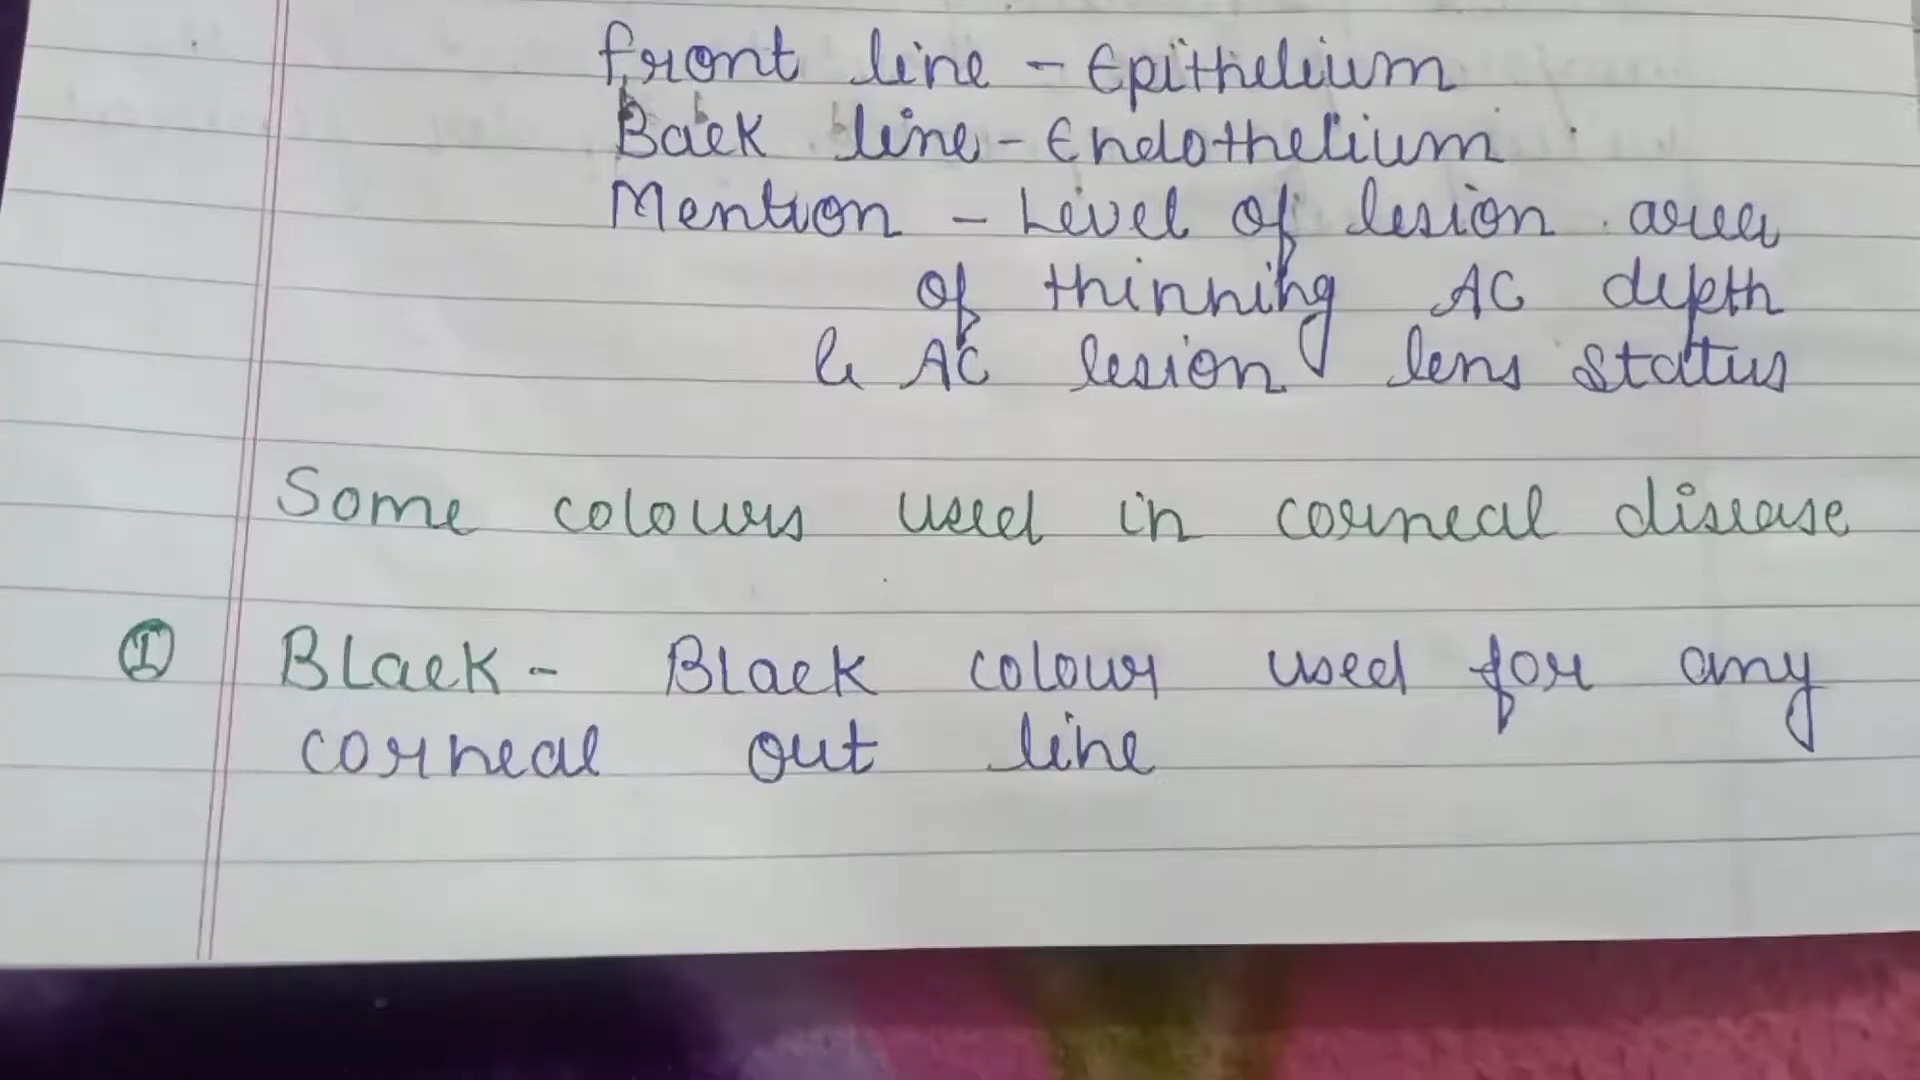 Front line - Epithelium
Back line - Endothelium
Mention - Level of lesion area
of thinning AC depth
& AC lesion lens status
Some colours used in corneal disease
① Black - Black colour used for any
corneal out line